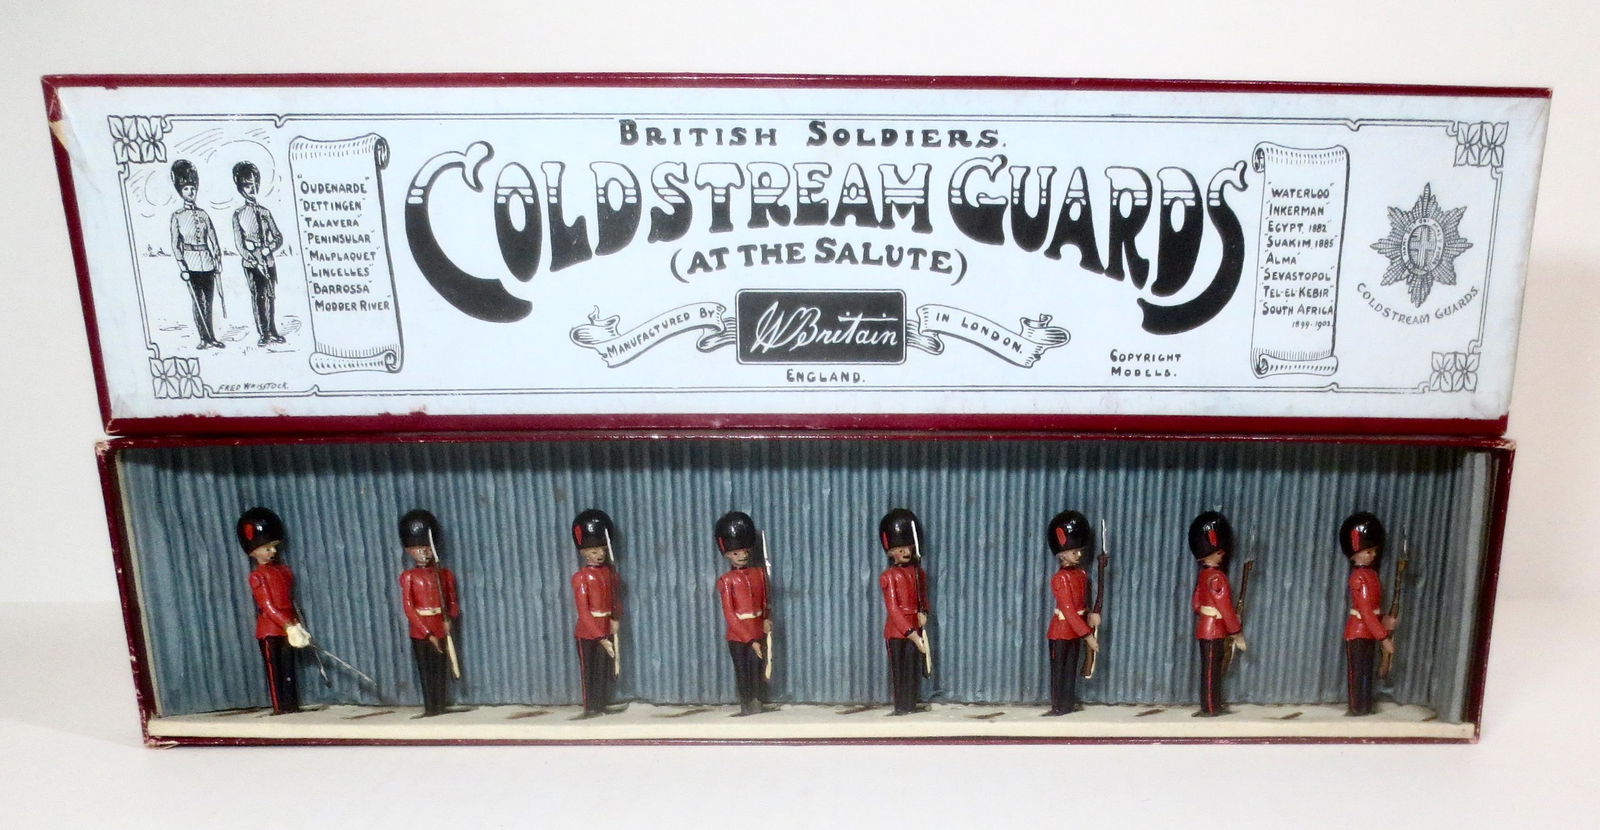 BRITISH SOLDIERS.
COLDSTREAM GUARDS
(AT THE SALUTE)
"OUDENARDE"
"DETTINGEN"
"TALAVERA"
"PENINSULAR"
"MALPLAQUET"
"LINCELLES"
"BARROSSA"
"MODDER RIVER"
MANUFACTURED BY
W Britain
IN LONDON.
ENGLAND.
COPYRIGHT
MODELS.
"WATERLOO"
"INKERMAN"
"EGYPT, 1882
"SUAKIM, 1885"
"ALMA"
"SEVASTOPOL"
"TEL-EL-KEBIR"
"SOUTH AFRICA
1899-1902.
COLDSTREAM GUARDS
FRED WHISSTOCK.